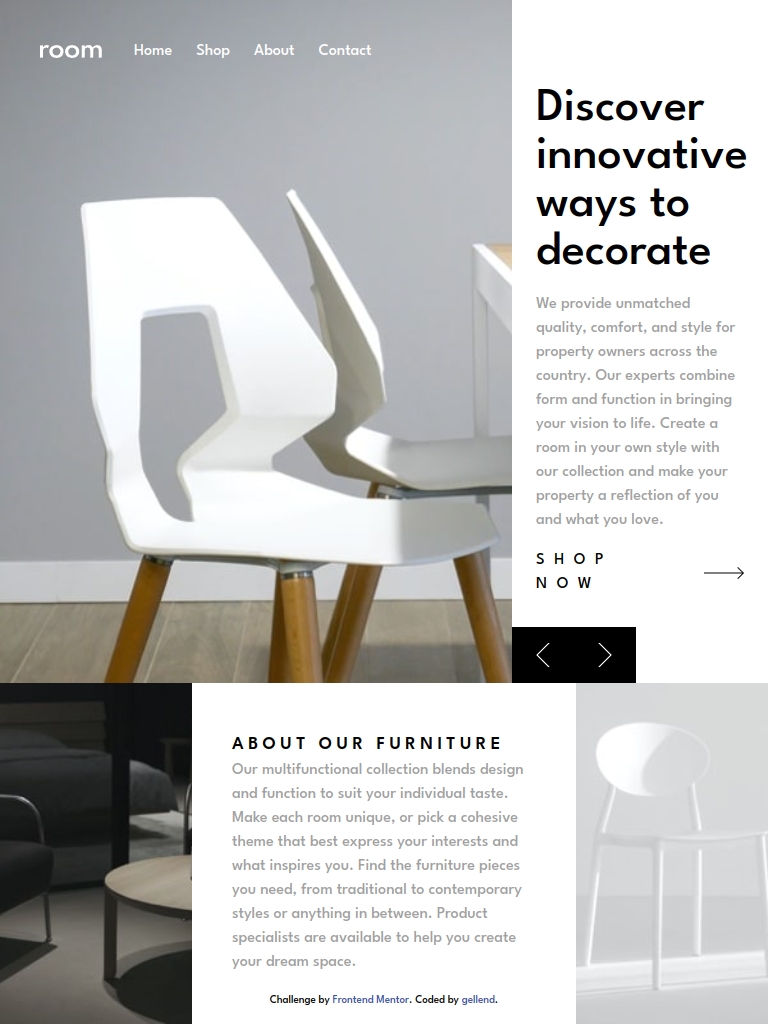 room Home Shop About Contact
Discover
innovative
ways to
decorate
We provide unmatched
quality, comfort, and style for
property owners across the
country. Our experts combine
form and function in bringing
your vision to life. Create a
room in your own style with
our collection and make your
property a reflection of you
and what you love.
SHOP
NOW
ABOUT OUR FURNITURE
Our multifunctional collection blends design
and function to suit your individual taste.
Make each room unique, or pick a cohesive
theme that best express your interests and
what inspires you. Find the furniture pieces
you need, from traditional to contemporary
styles or anything in between. Product
specialists are available to help you create
your dream space.
Challenge by Frontend Mentor. Coded by gellend.